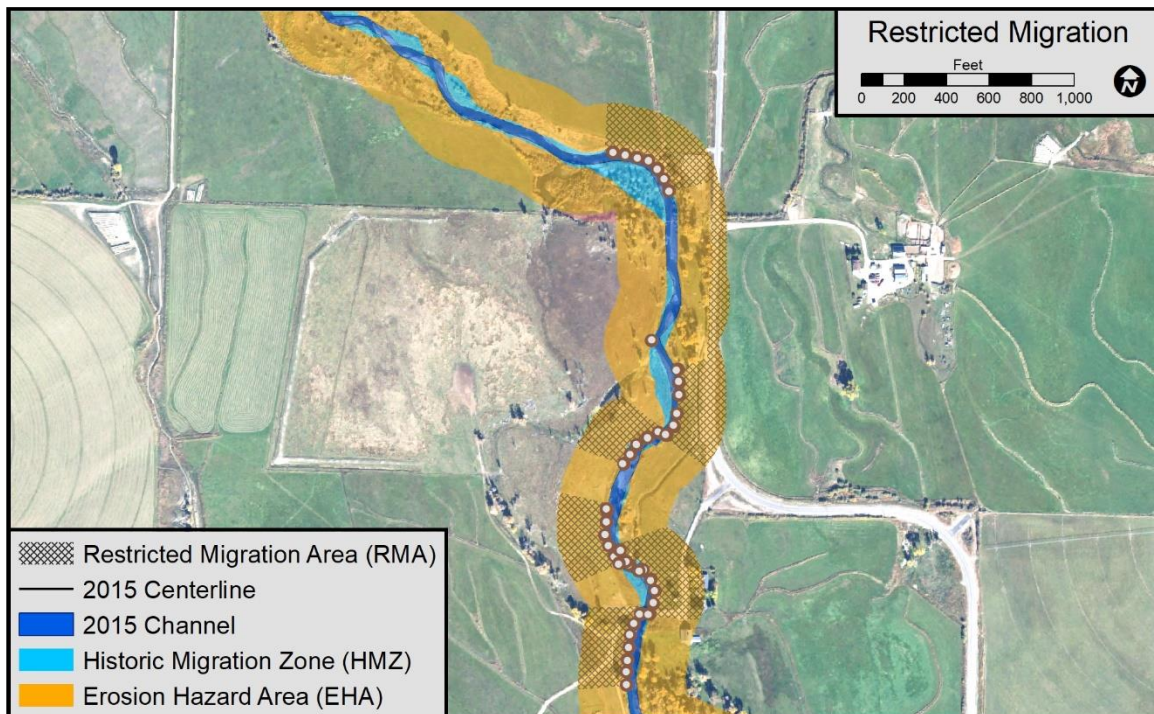 Restricted Migration
Feet
0 200 400 600 800 1,000
N
Restricted Migration Area (RMA)
2015 Centerline
2015 Channel
Historic Migration Zone (HMZ)
Erosion Hazard Area (EHA)